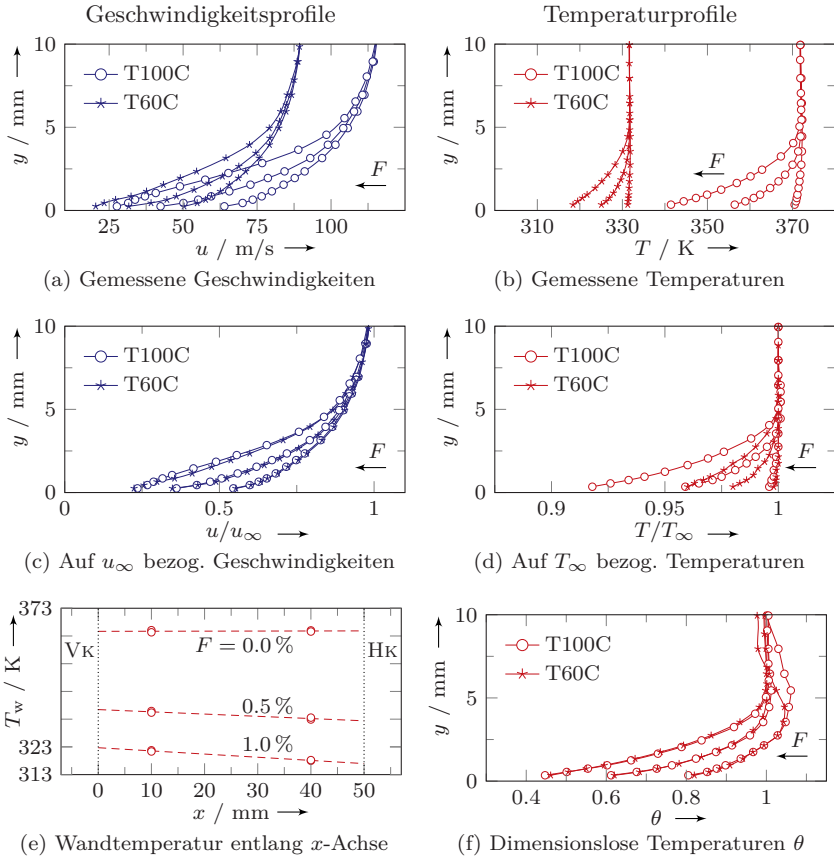 Geschwindigkeitsprofile
Temperaturprofile
10
5
0
y / mm
T100C
T60C
F
25 50 75 100
u / m/s
(a) Gemessene Geschwindigkeiten
10
5
0
y / mm
T100C
T60C
F
310 330 350 370
T / K
(b) Gemessene Temperaturen
10
5
0
y / mm
T100C
T60C
F
0 0.5 1
u/u∞
(c) Auf u∞ bezog. Geschwindigkeiten
10
5
0
y / mm
T100C
T60C
F
0.9 0.95 1
T/T∞
(d) Auf T∞ bezog. Temperaturen
373
323
313
Tw / K
VK
HK
F = 0.0 %
0.5 %
1.0 %
0 10 20 30 40 50
x / mm
(e) Wandtemperatur entlang x-Achse
10
5
0
y / mm
T100C
T60C
F
0.4 0.6 0.8 1
θ
(f) Dimensionslose Temperaturen θ